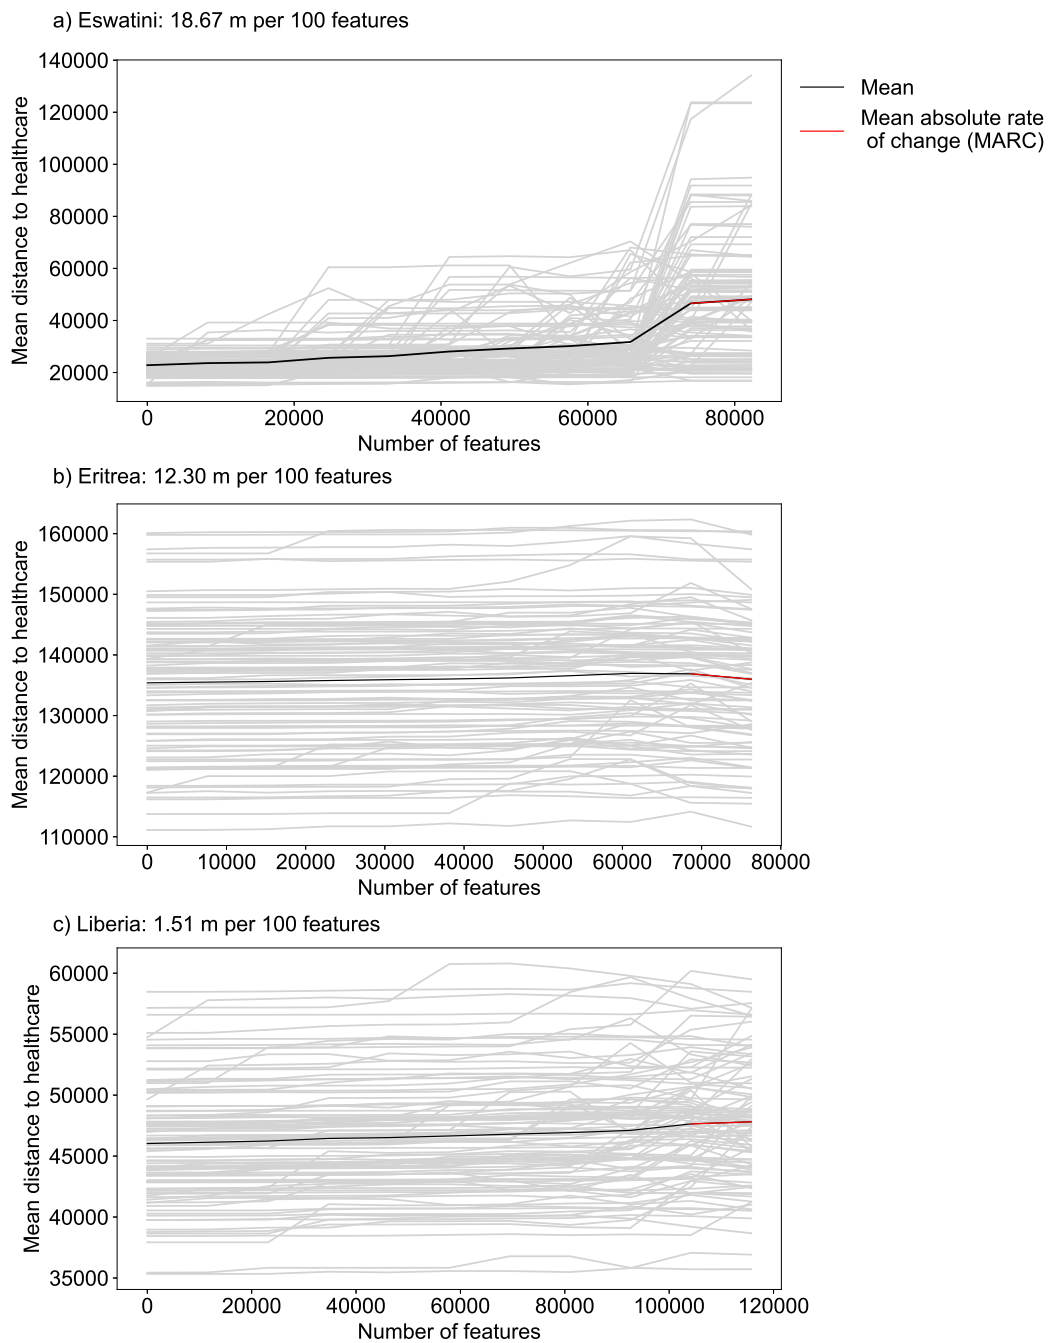 a) Eswatini: 18.67 m per 100 features
140000
120000
100000
80000
60000
40000
20000
Mean distance to healthcare
0 20000 40000 60000 80000
Number of features
Mean
Mean absolute rate
of change (MARC)
b) Eritrea: 12.30 m per 100 features
160000
150000
140000
130000
120000
110000
Mean distance to healthcare
0 10000 20000 30000 40000 50000 60000 70000 80000
Number of features
c) Liberia: 1.51 m per 100 features
60000
55000
50000
45000
40000
35000
Mean distance to healthcare
0 20000 40000 60000 80000 100000 120000
Number of features